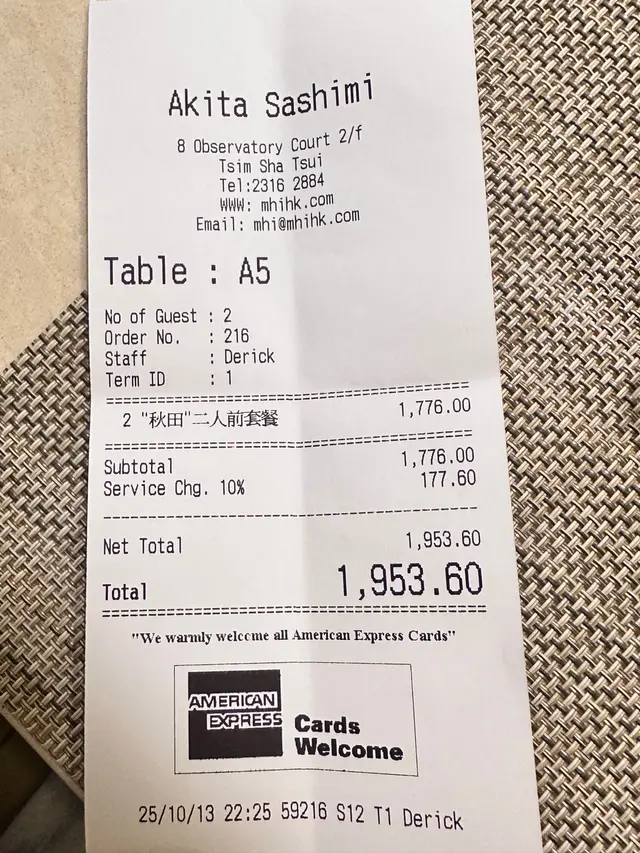 Akita Sashimi
8 Observatory Court 2/f
Tsim Sha Tsui
Tel:2316 2884
WWW: mhihk.com
Email: mhi@mhihk.com
Table : A5
No of Guest : 2
Order No. : 216
Staff : Derick
Term ID : 1
2 "秋田"二人前套餐 1,776.00
Subtotal 1,776.00
Service Chg. 10% 177.60
Net Total 1,953.60
Total 1,953.60
"We warmly welcome all American Express Cards"
AMERICAN
EXPRESS
Cards
Welcome
25/10/13 22:25 59216 S12 T1 Derick